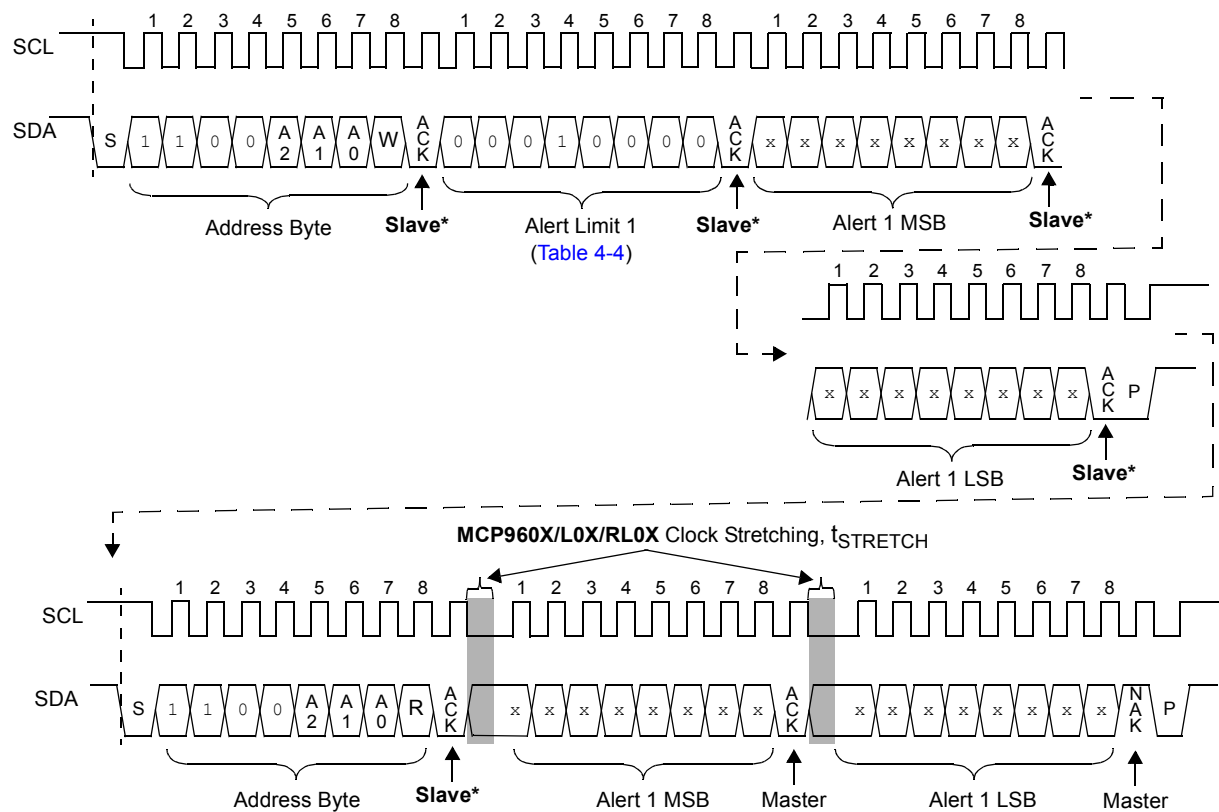 1 2 3 4 5 6 7 8 1 2 3 4 5 6 7 8 1 2 3 4 5 6 7 8
SCL
SDA S 1 1 0 0 A2 A1 A0 W ACK 0 0 0 1 0 0 0 0 ACK x x x x x x x x ACK
Address Byte Slave* Alert Limit 1 Slave* Alert 1 MSB Slave*
(Table 4-4)
1 2 3 4 5 6 7 8
x x x x x x x x ACK P
Alert 1 LSB Slave*
MCP960X/L0X/RL0X Clock Stretching, tSTRETCH
1 2 3 4 5 6 7 8 1 2 3 4 5 6 7 8 1 2 3 4 5 6 7 8
SCL
SDA S 1 1 0 0 A2 A1 A0 R ACK x x x x x x x x ACK x x x x x x x x NAK P
Address Byte Slave* Alert 1 MSB Master Alert 1 LSB Master